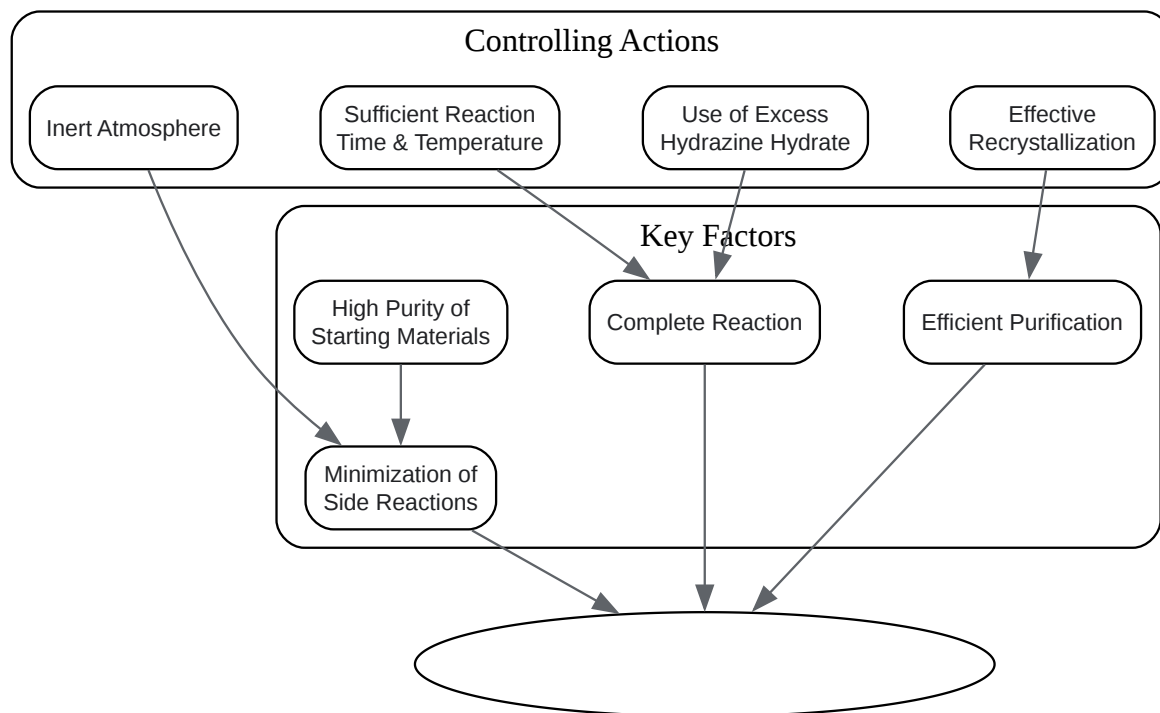 Controlling Actions
Inert Atmosphere
Sufficient Reaction
Time & Temperature
Use of Excess
Hydrazine Hydrate
Effective
Recrystallization
Key Factors
High Purity of
Starting Materials
Complete Reaction
Efficient Purification
Minimization of
Side Reactions